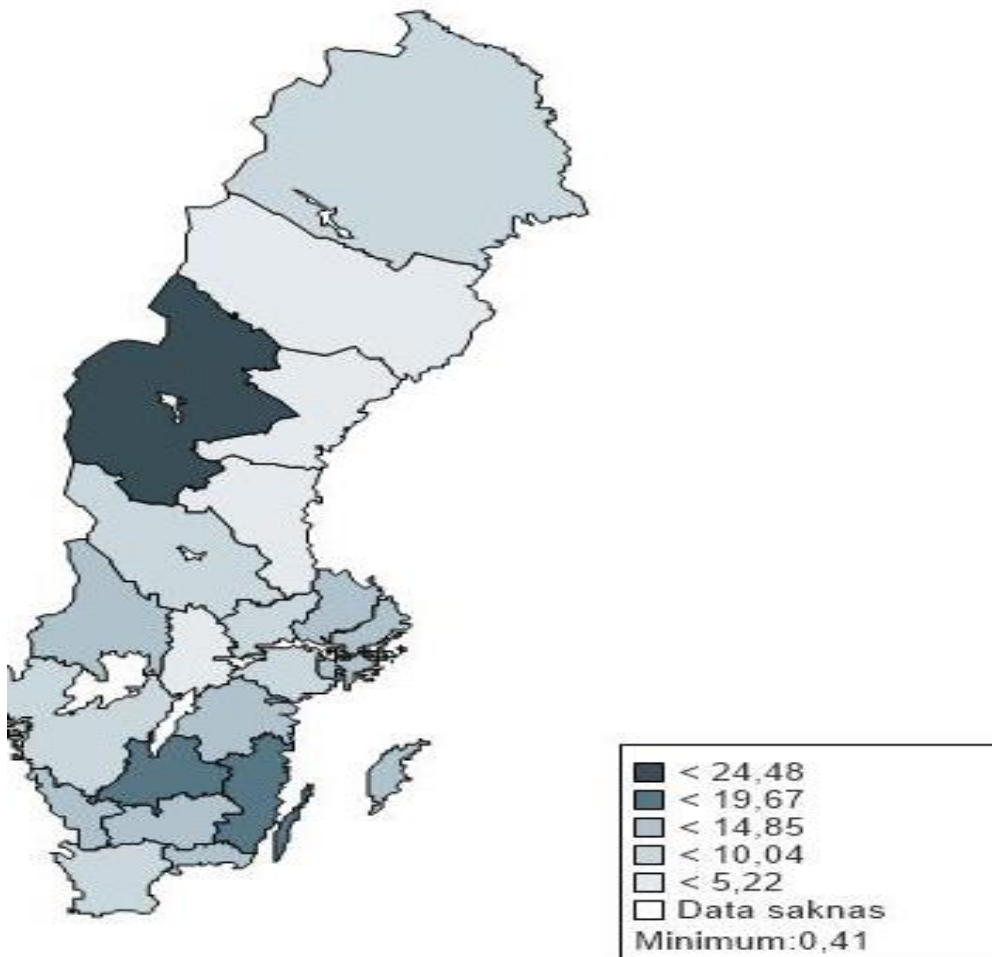 < 24,48
< 19,67
< 14,85
< 10,04
< 5,22
Data saknas
Minimum:0,41